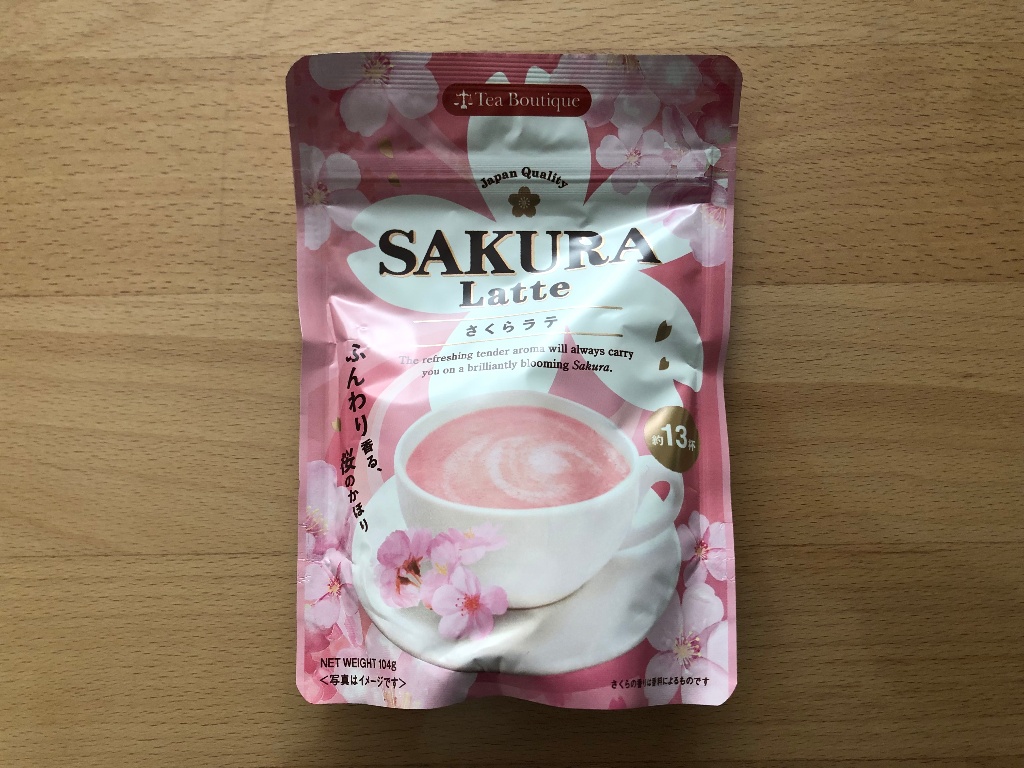 Tea Boutique
Japan Quality
SAKURA
Latte
さくらラテ
The refreshing tender aroma will always carry
you on a brilliantly blooming Sakura.
ふんわり香る、
桜のかほり
約13杯
NET WEIGHT 104g
<写真はイメージです>
さくらの香りは香料によるものです